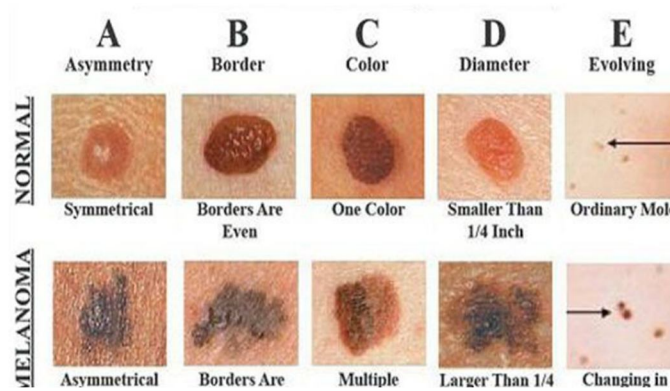 A B C D E
Asymmetry Border Color Diameter Evolving
NORMAL
Symmetrical Borders Are One Color Smaller Than Ordinary Mol
Even 1/4 Inch
MELANOMA
Asymmetrical Borders Are Multiple Larger Than 1/4 Changing in